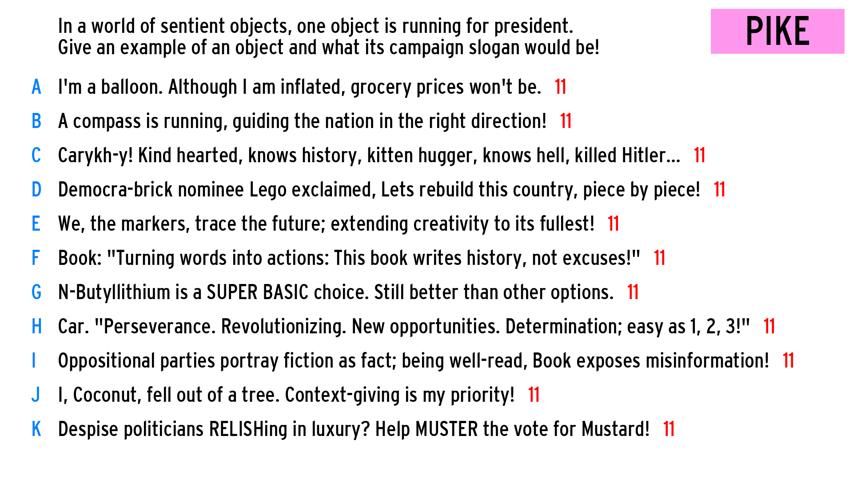 In a world of sentient objects, one object is running for president.
Give an example of an object and what its campaign slogan would be!
PIKE
A I'm a balloon. Although I am inflated, grocery prices won't be. 11
B A compass is running, guiding the nation in the right direction! 11
C Carykh-y! Kind hearted, knows history, kitten hugger, knows hell, killed Hitler... 11
D Democra-brick nominee Lego exclaimed, Lets rebuild this country, piece by piece! 11
E We, the markers, trace the future; extending creativity to its fullest! 11
F Book: "Turning words into actions: This book writes history, not excuses!" 11
G N-Butyllithium is a SUPER BASIC choice. Still better than other options. 11
H Car. "Perseverance. Revolutionizing. New opportunities. Determination; easy as 1, 2, 3!" 11
I Oppositional parties portray fiction as fact; being well-read, Book exposes misinformation! 11
J I, Coconut, fell out of a tree. Context-giving is my priority! 11
K Despise politicians RELISHing in luxury? Help MUSTER the vote for Mustard! 11